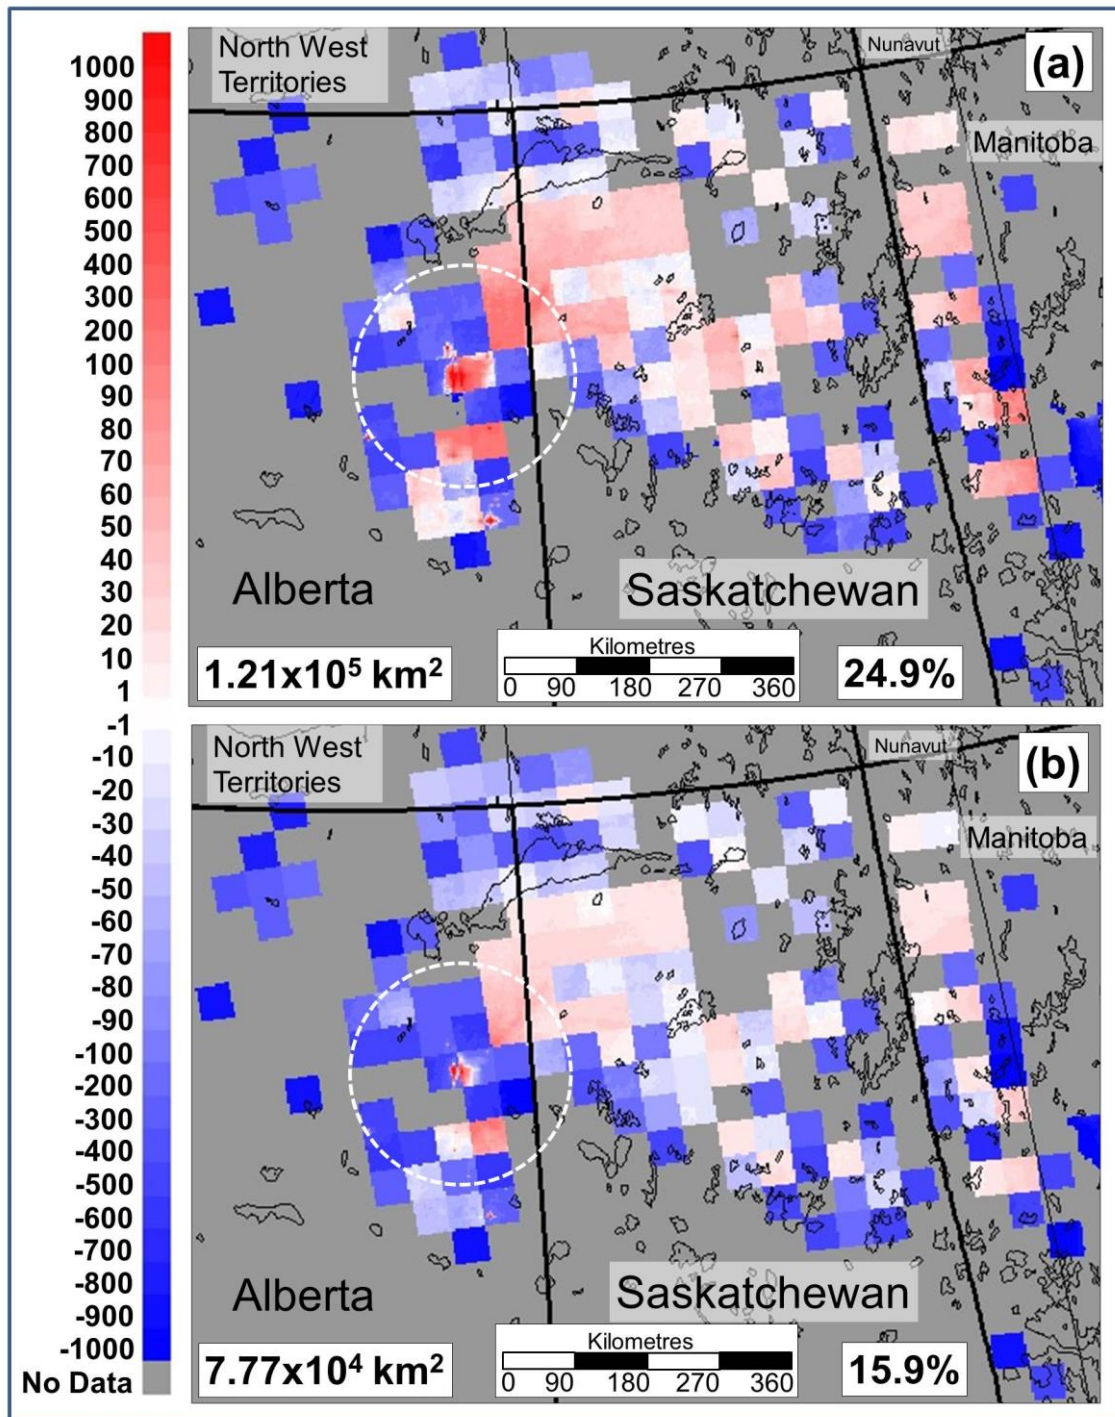 1000
900
800
700
600
500
400
300
200
100
90
80
70
60
50
40
30
20
10
1
-1
-10
-20
-30
-40
-50
-60
-70
-80
-90
-100
-200
-300
-400
-500
-600
-700
-800
-900
-1000
No Data
North West
Territories
Nunavut
(a)
Manitoba
Alberta
Saskatchewan
1.21x10⁵ km²
Kilometres
0 90 180 270 360
24.9%
North West
Territories
Nunavut
(b)
Manitoba
Alberta
Saskatchewan
7.77x10⁴ km²
Kilometres
0 90 180 270 360
15.9%